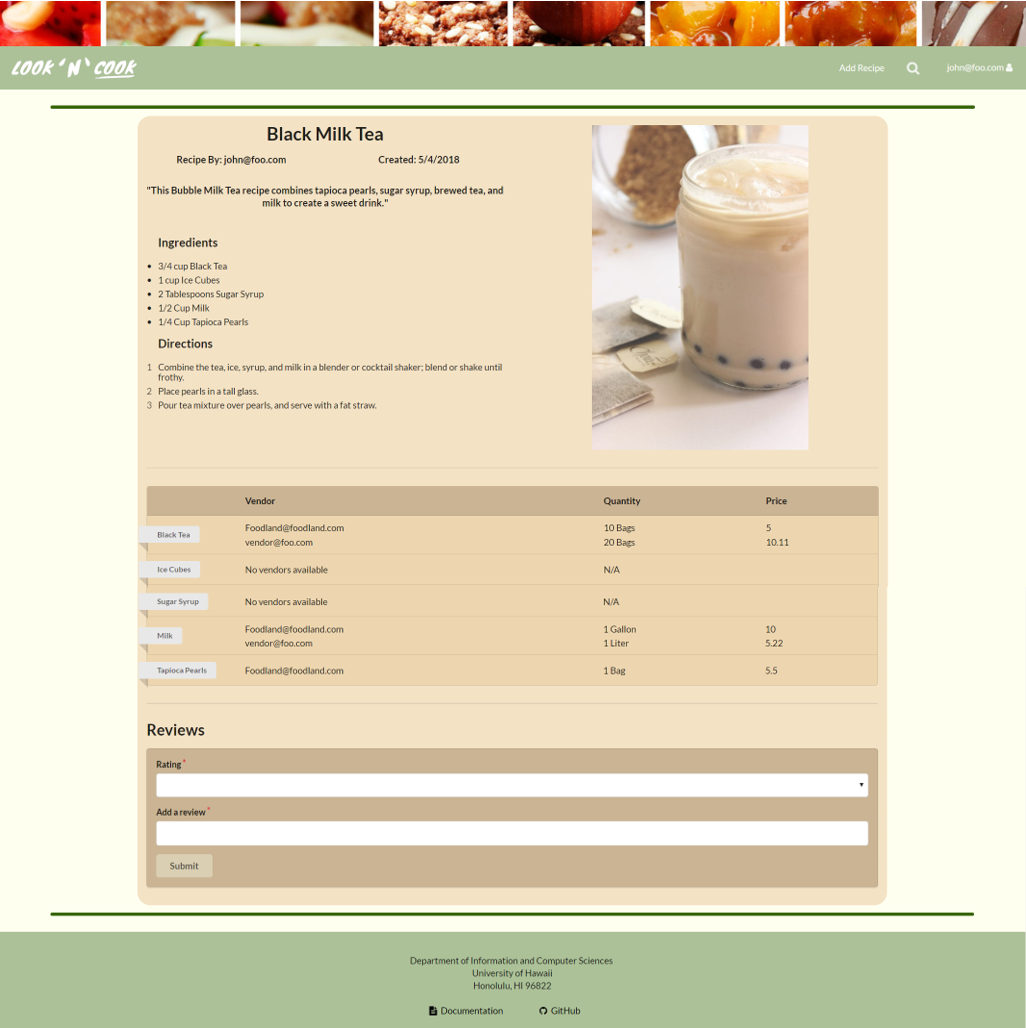 LOOK 'N' COOK
Add Recipe
john@foo.com
Black Milk Tea
Recipe By: john@foo.com
Created: 5/4/2018
"This Bubble Milk Tea recipe combines tapioca pearls, sugar syrup, brewed tea, and
milk to create a sweet drink."
Ingredients
• 3/4 cup Black Tea
• 1 cup Ice Cubes
• 2 Tablespoons Sugar Syrup
• 1/2 Cup Milk
• 1/4 Cup Tapioca Pearls
Directions
1 Combine the tea, ice, syrup, and milk in a blender or cocktail shaker; blend or shake until
frothy.
2 Place pearls in a tall glass.
3 Pour tea mixture over pearls, and serve with a fat straw.
Vendor Quantity Price
Black Tea
Foodland@foodland.com 10 Bags 5
vendor@foo.com 20 Bags 10.11
Ice Cubes No vendors available N/A
Sugar Syrup No vendors available N/A
Milk
Foodland@foodland.com 1 Gallon 10
vendor@foo.com 1 Liter 5.22
Tapioca Pearls Foodland@foodland.com 1 Bag 5.5
Reviews
Rating*
Add a review*
Submit
Department of Information and Computer Sciences
University of Hawaii
Honolulu, HI 96822
Documentation GitHub